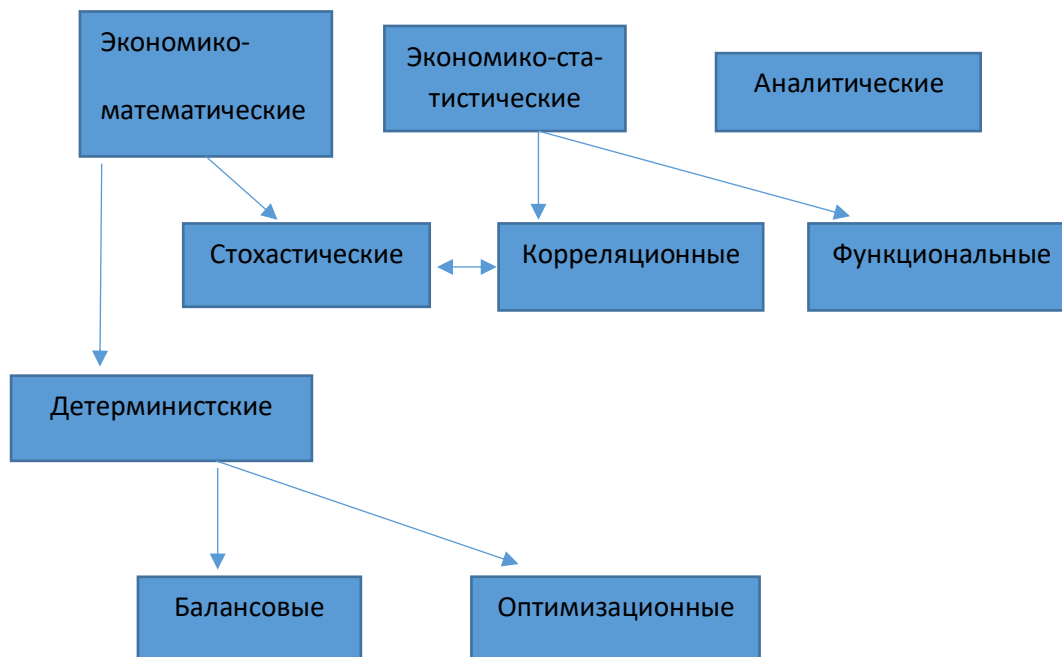 Экономико-
математические
Экономико-ста-
тистические
Аналитические
Стохастические
Корреляционные
Функциональные
Детерминистские
Балансовые
Оптимизационные